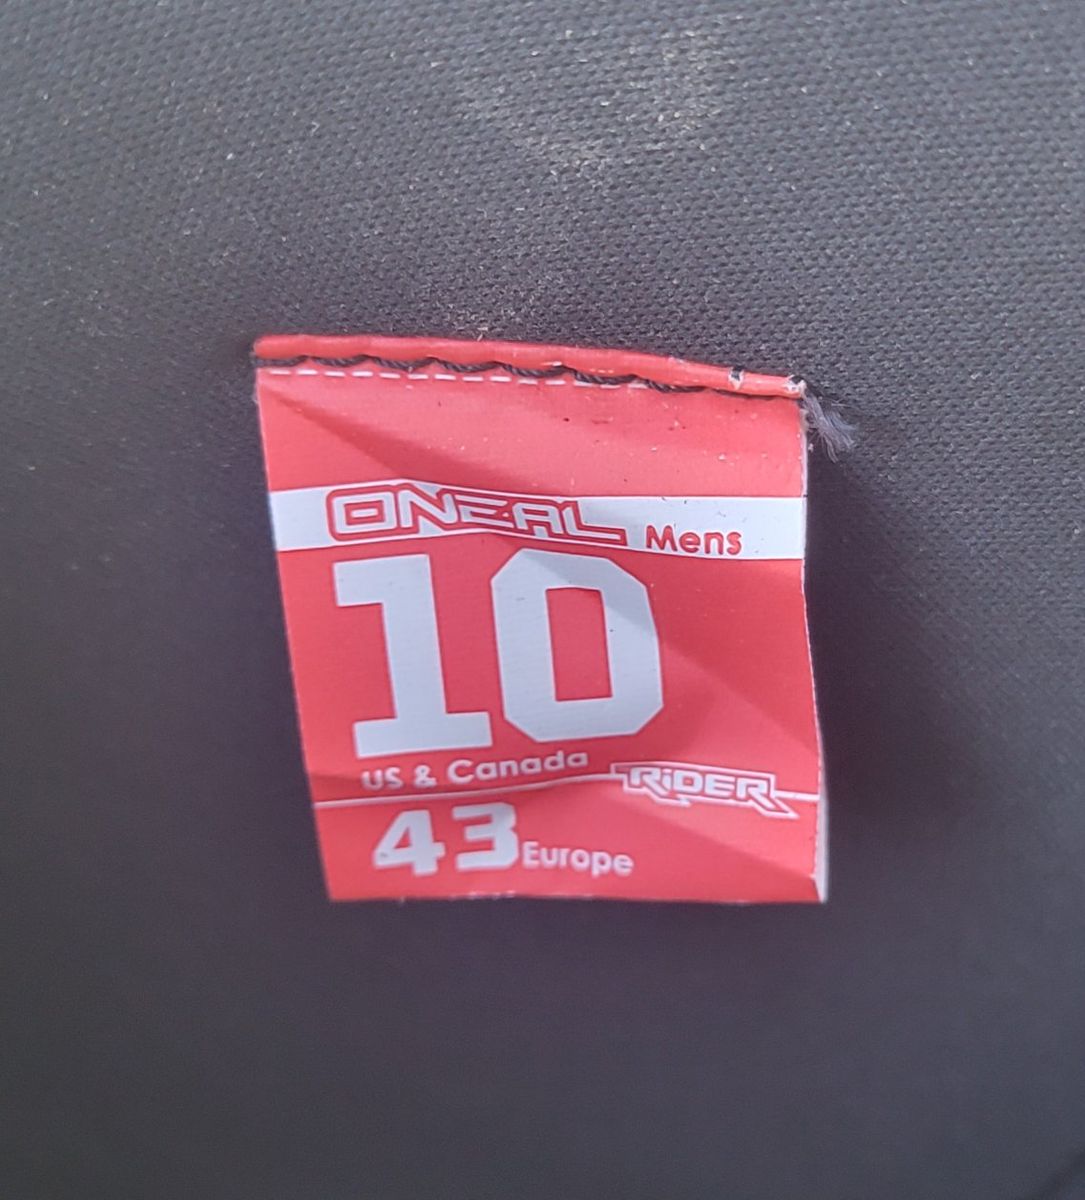 ONEAL Mens
10
US & Canada
RiDER
43 Europe